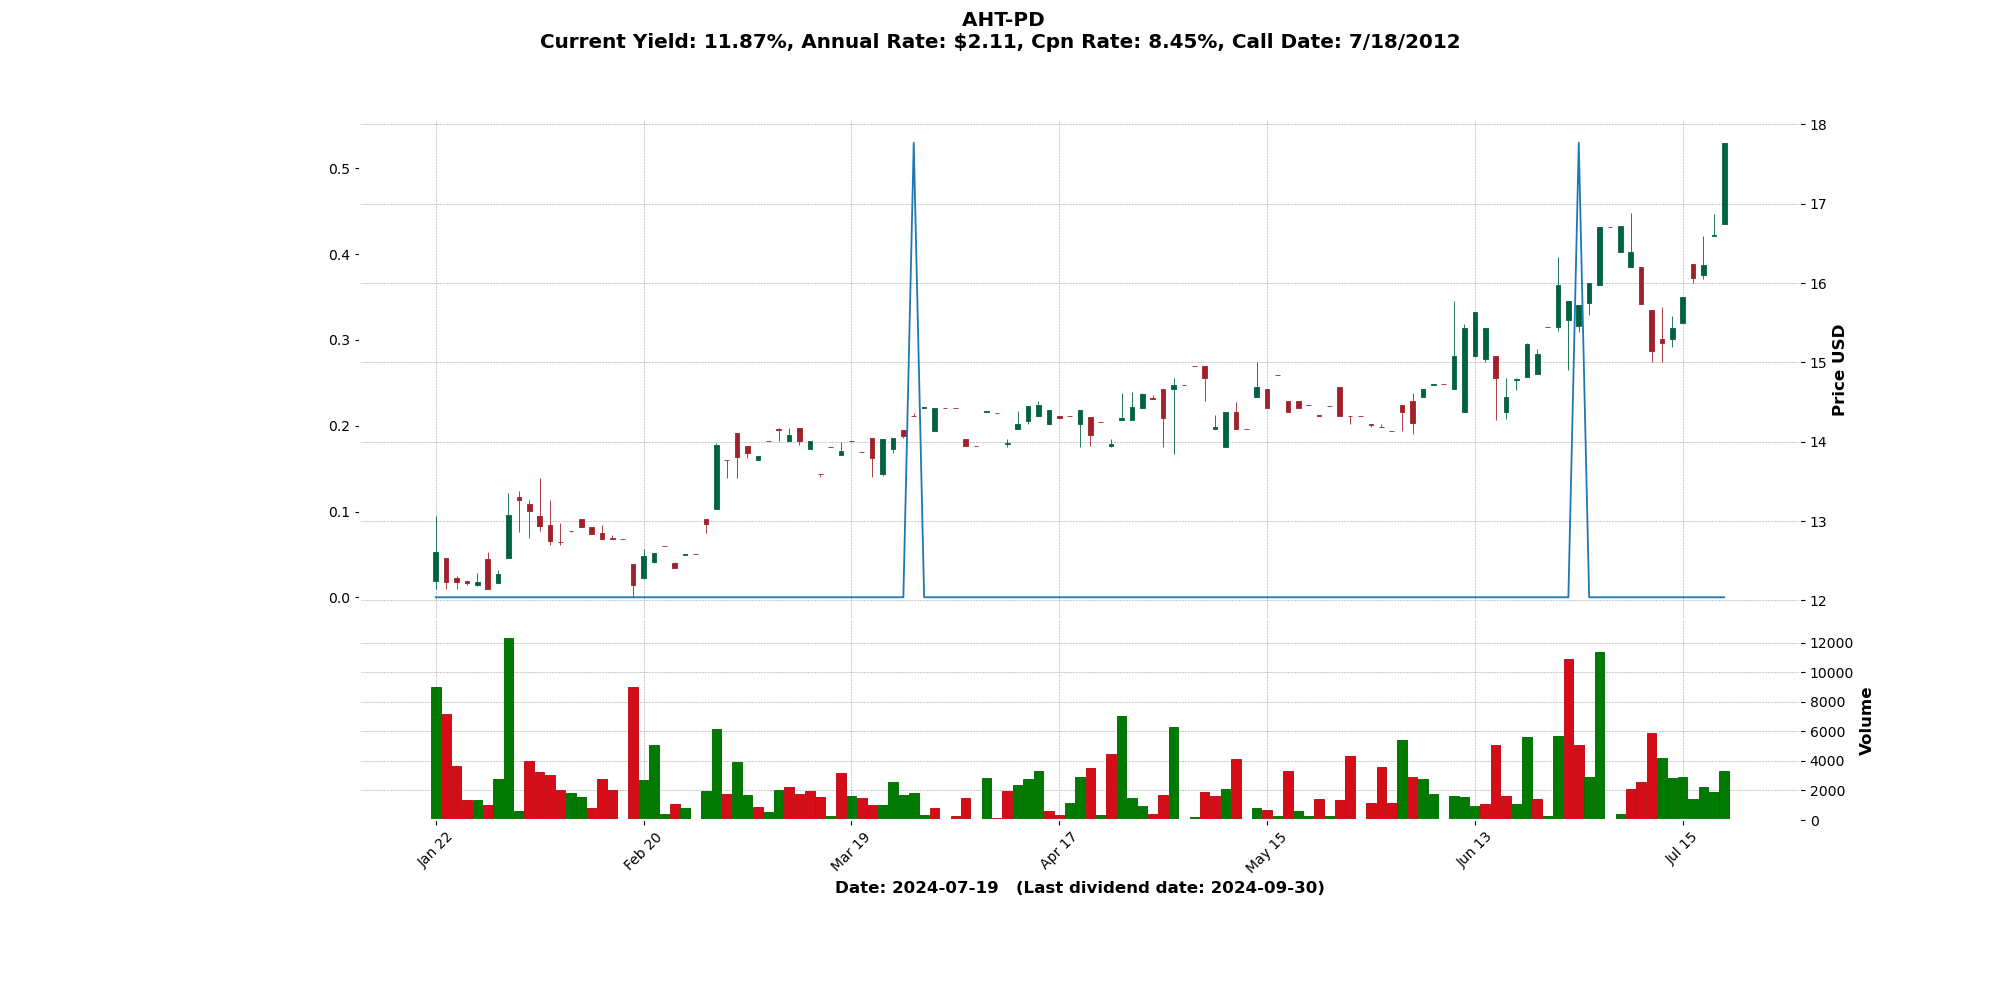 AHT-PD
Current Yield: 11.87%, Annual Rate: $2.11, Cpn Rate: 8.45%, Call Date: 7/18/2012
0.5
0.4
0.3
0.2
0.1
0.0
18
17
16
15
14
13
12
Price USD
12000
10000
8000
6000
4000
2000
0
Volume
Jan 22
Feb 20
Mar 19
Apr 17
May 15
Jun 13
Jul 15
Date: 2024-07-19 (Last dividend date: 2024-09-30)